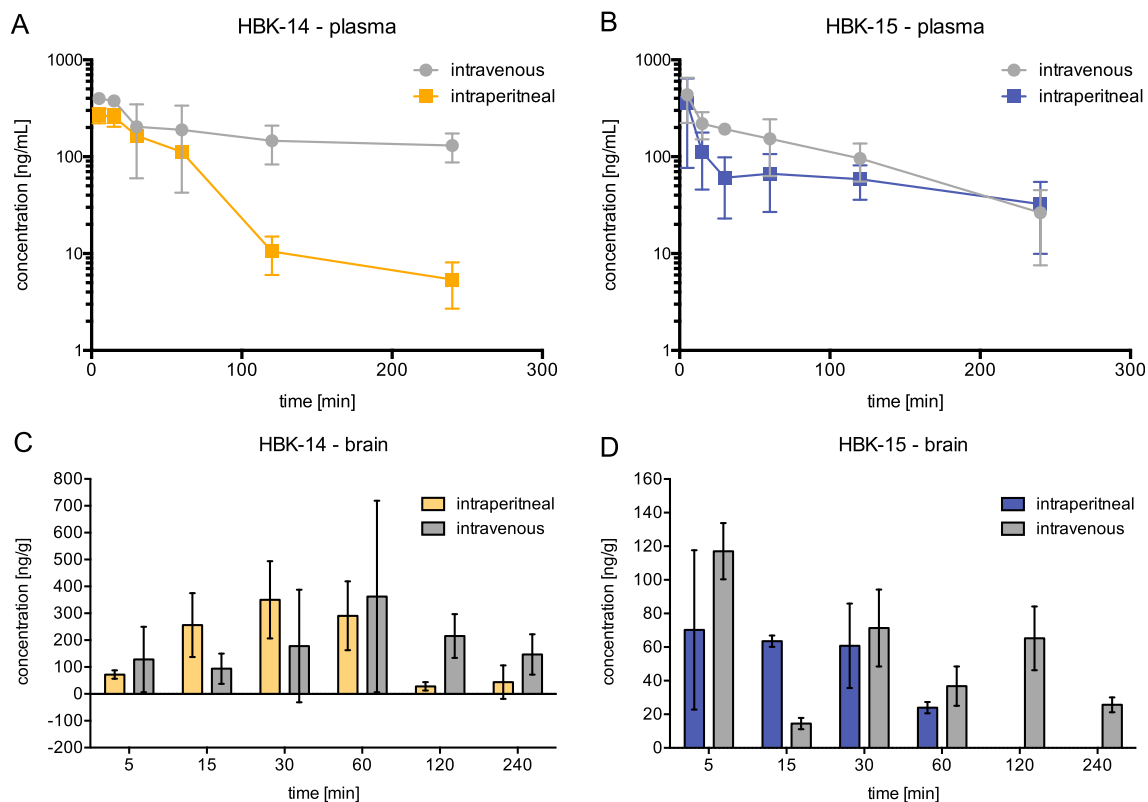 A
HBK-14 - plasma
concentration [ng/mL]
1000
100
10
1
intravenous
intraperitneal
0 100 200 300
time [min]
B
HBK-15 - plasma
concentration [ng/mL]
1000
100
10
1
intravenous
intraperitneal
0 100 200 300
time [min]
C
HBK-14 - brain
concentration [ng/g]
800
700
600
500
400
300
200
100
0
-100
-200
intraperitneal
intravenous
5 15 30 60 120 240
time [min]
D
HBK-15 - brain
concentration [ng/g]
160
140
120
100
80
60
40
20
0
intraperitneal
intravenous
5 15 30 60 120 240
time [min]